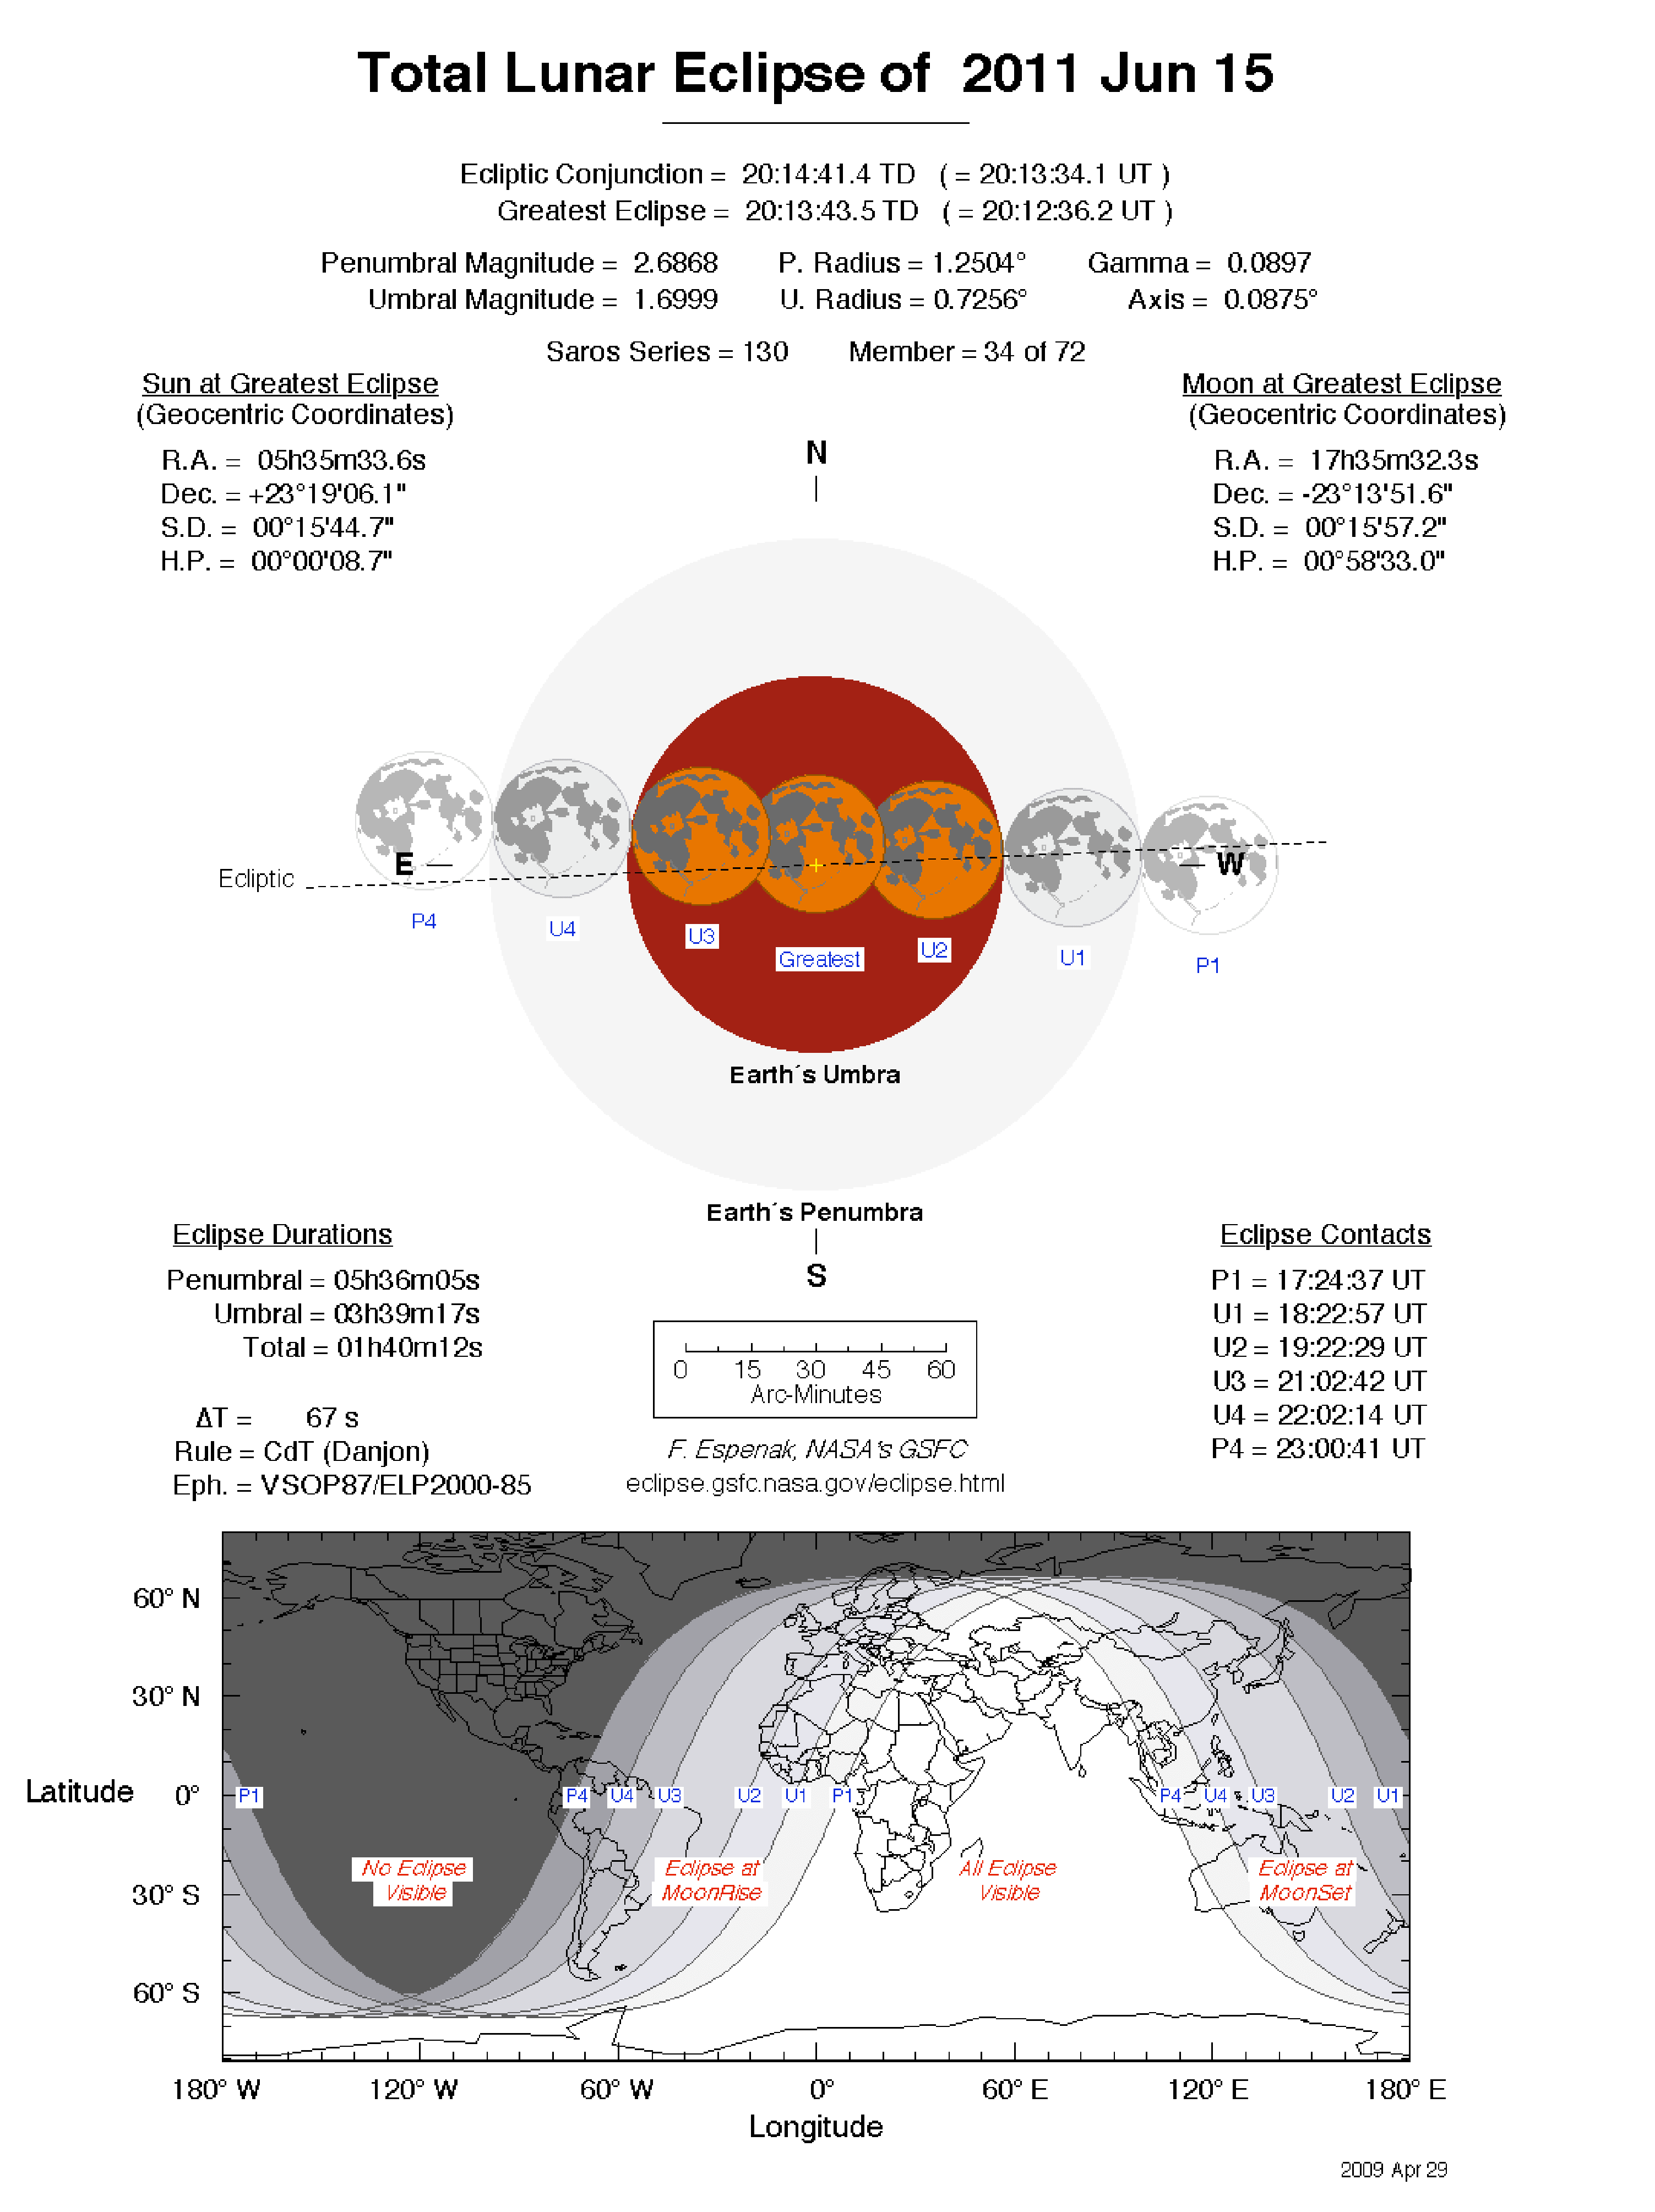 Total Lunar Eclipse of 2011 Jun 15
Ecliptic Conjunction = 20:14:41.4 TD ( = 20:13:34.1 UT )
Greatest Eclipse = 20:13:43.5 TD ( = 20:12:36.2 UT )
Penumbral Magnitude = 2.6868 P. Radius = 1.2504° Gamma = 0.0897
Umbral Magnitude = 1.6999 U. Radius = 0.7256° Axis = 0.0875°
Saros Series = 130 Member = 34 of 72
Sun at Greatest Eclipse
(Geocentric Coordinates)
R.A. = 05h35m33.6s
Dec. = +23°19'06.1"
S.D. = 00°15'44.7"
H.P. = 00°00'08.7"
Moon at Greatest Eclipse
(Geocentric Coordinates)
R.A. = 17h35m32.3s
Dec. = -23°13'51.6"
S.D. = 00°15'57.2"
H.P. = 00°58'33.0"
N
E
W
Ecliptic
P4
U4
U3
Greatest
U2
U1
P1
Earth´s Umbra
Earth´s Penumbra
S
Eclipse Durations
Penumbral = 05h36m05s
Umbral = 03h39m17s
Total = 01h40m12s
ΔT = 67 s
Rule = CdT (Danjon)
Eph. = VSOP87/ELP2000-85
0 15 30 45 60
Arc-Minutes
F. Espenak, NASA's GSFC
eclipse.gsfc.nasa.gov/eclipse.html
Eclipse Contacts
P1 = 17:24:37 UT
U1 = 18:22:57 UT
U2 = 19:22:29 UT
U3 = 21:02:42 UT
U4 = 22:02:14 UT
P4 = 23:00:41 UT
60° N
30° N
Latitude 0°
30° S
60° S
P1 P4 U4 U3 U2 U1 P1 P4 U4 U3 U2 U1
No Eclipse
Visible
Eclipse at
MoonRise
All Eclipse
Visible
Eclipse at
MoonSet
180° W 120° W 60° W 0° 60° E 120° E 180° E
Longitude
2009 Apr 29